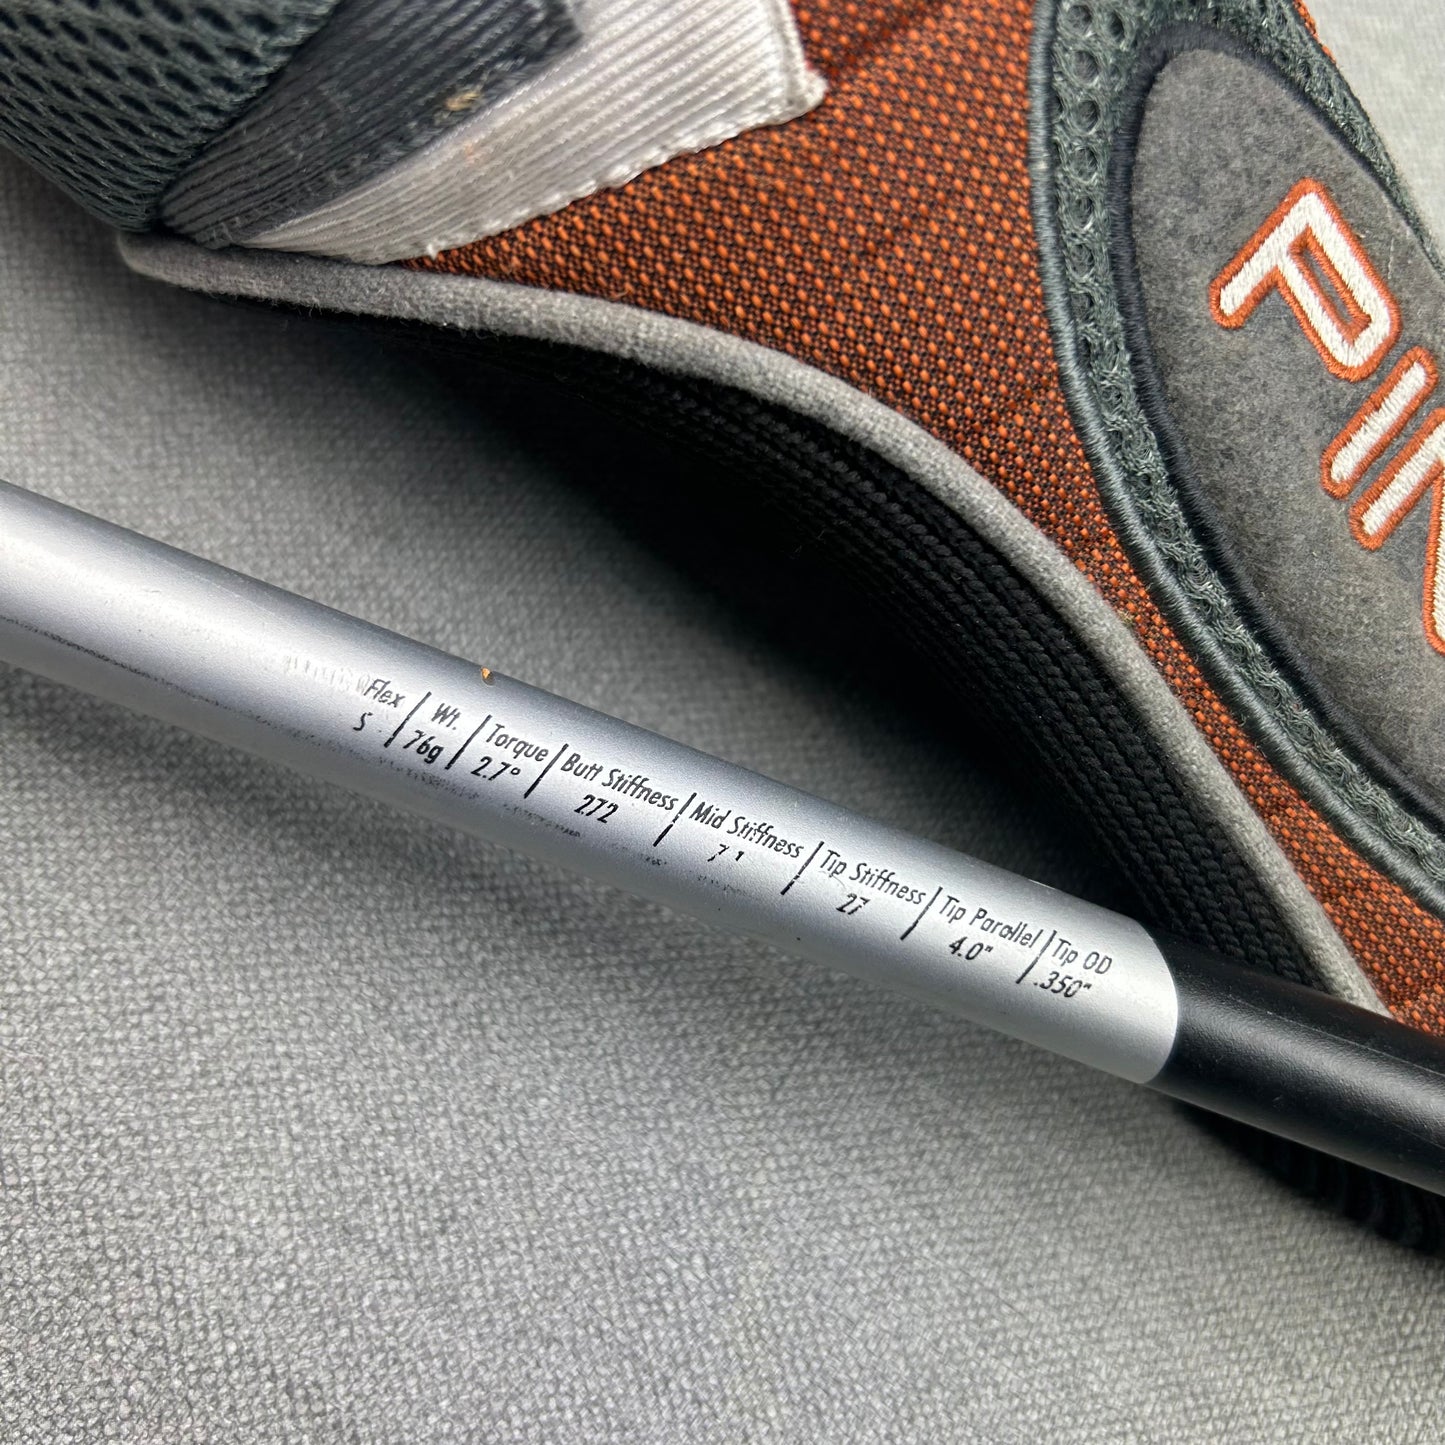 PIN
Flex | Wt. | Torque | Butt Stiffness | Mid Stiffness | Tip Stiffness | Tip Parallel | Tip OD
S | 76g | 2.7° | 272 | | 27 | 4.0" | .350"